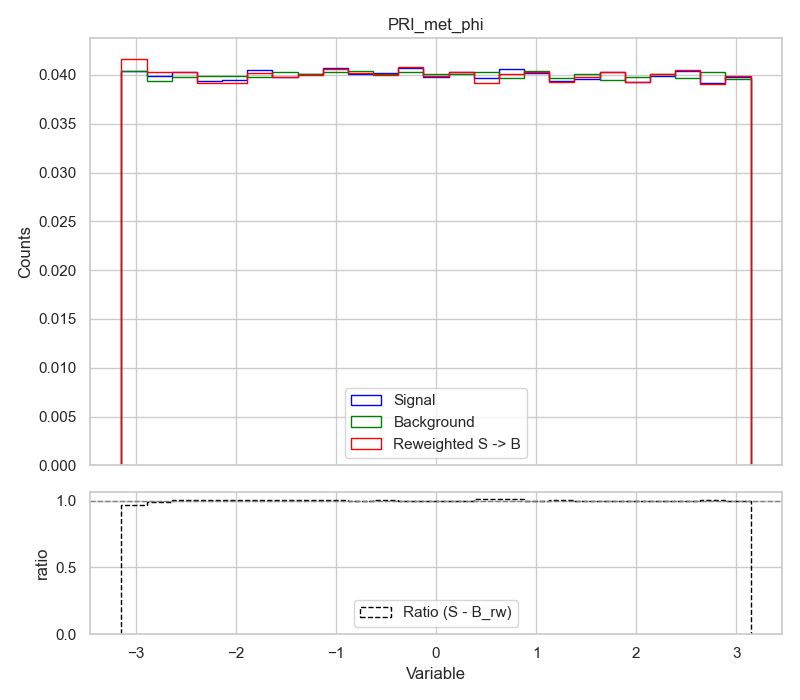 PRI_met_phi
0.040
0.035
0.030
0.025
0.020
0.015
0.010
0.005
0.000
Counts
Signal
Background
Reweighted S -> B
1.0
0.5
0.0
ratio
Ratio (S - B_rw)
−3 −2 −1 0 1 2 3
Variable